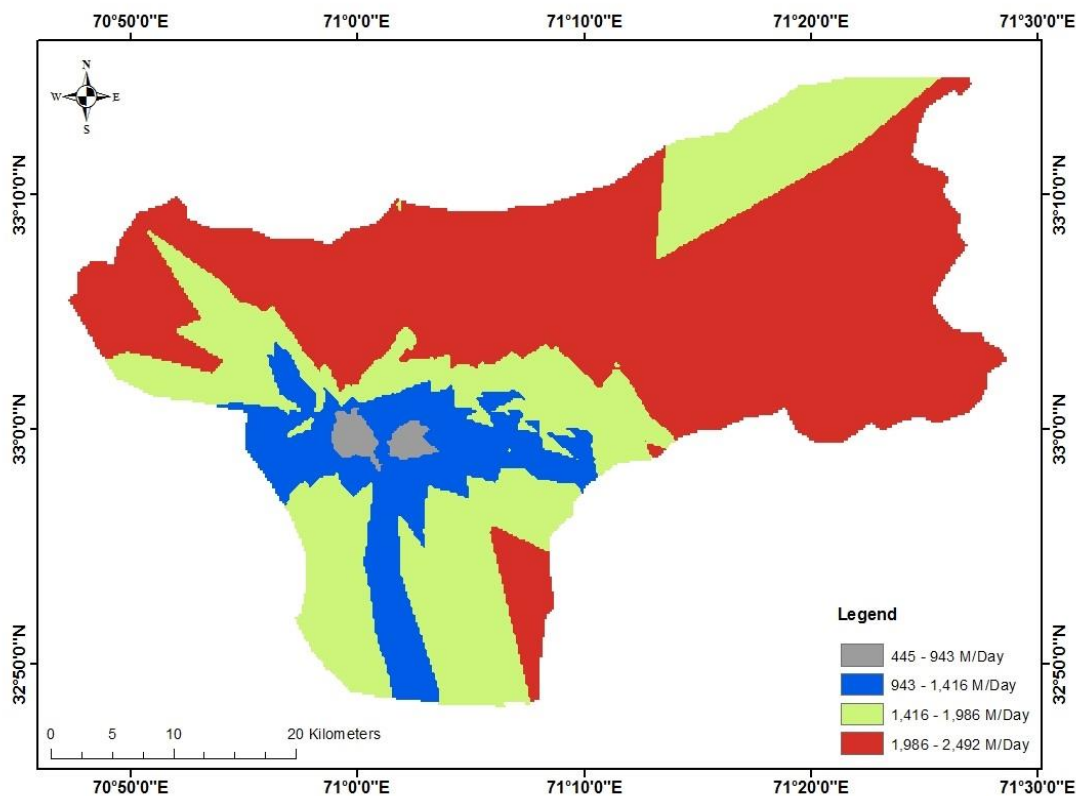 70°50'0"E 71°0'0"E 71°10'0"E 71°20'0"E 71°30'0"E
N
W E
S
33°10'0"N 33°10'0"N
33°0'0"N 33°0'0"N
32°50'0"N 32°50'0"N
Legend
445 - 943 M/Day
943 - 1,416 M/Day
1,416 - 1,986 M/Day
1,986 - 2,492 M/Day
0 5 10 20 Kilometers
70°50'0"E 71°0'0"E 71°10'0"E 71°20'0"E 71°30'0"E